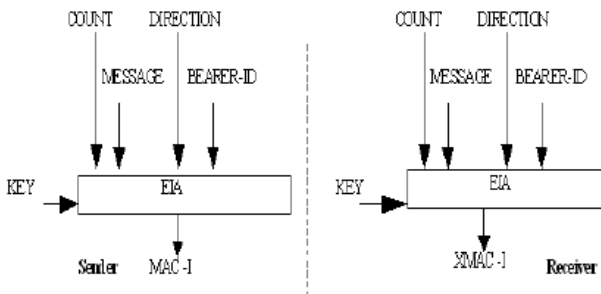 COUNT DIRECTION
MESSAGE BEARER-ID
KEY EIA
Sender MAC-I
COUNT DIRECTION
MESSAGE BEARER-ID
KEY EIA
XMAC-I Receiver